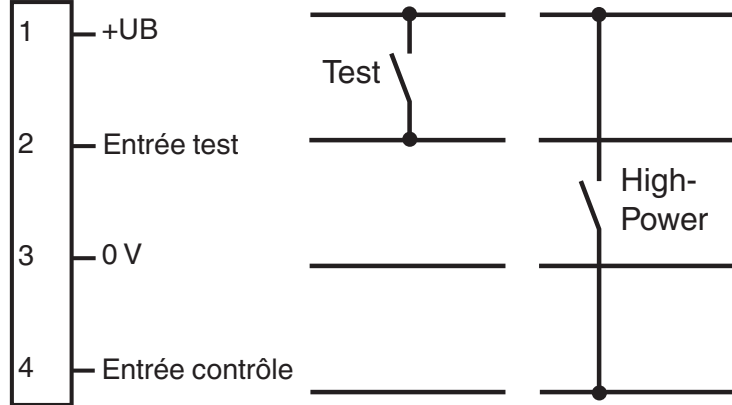 1 +UB
Test
2 Entrée test
High-
Power
3 0 V
4 Entrée contrôle